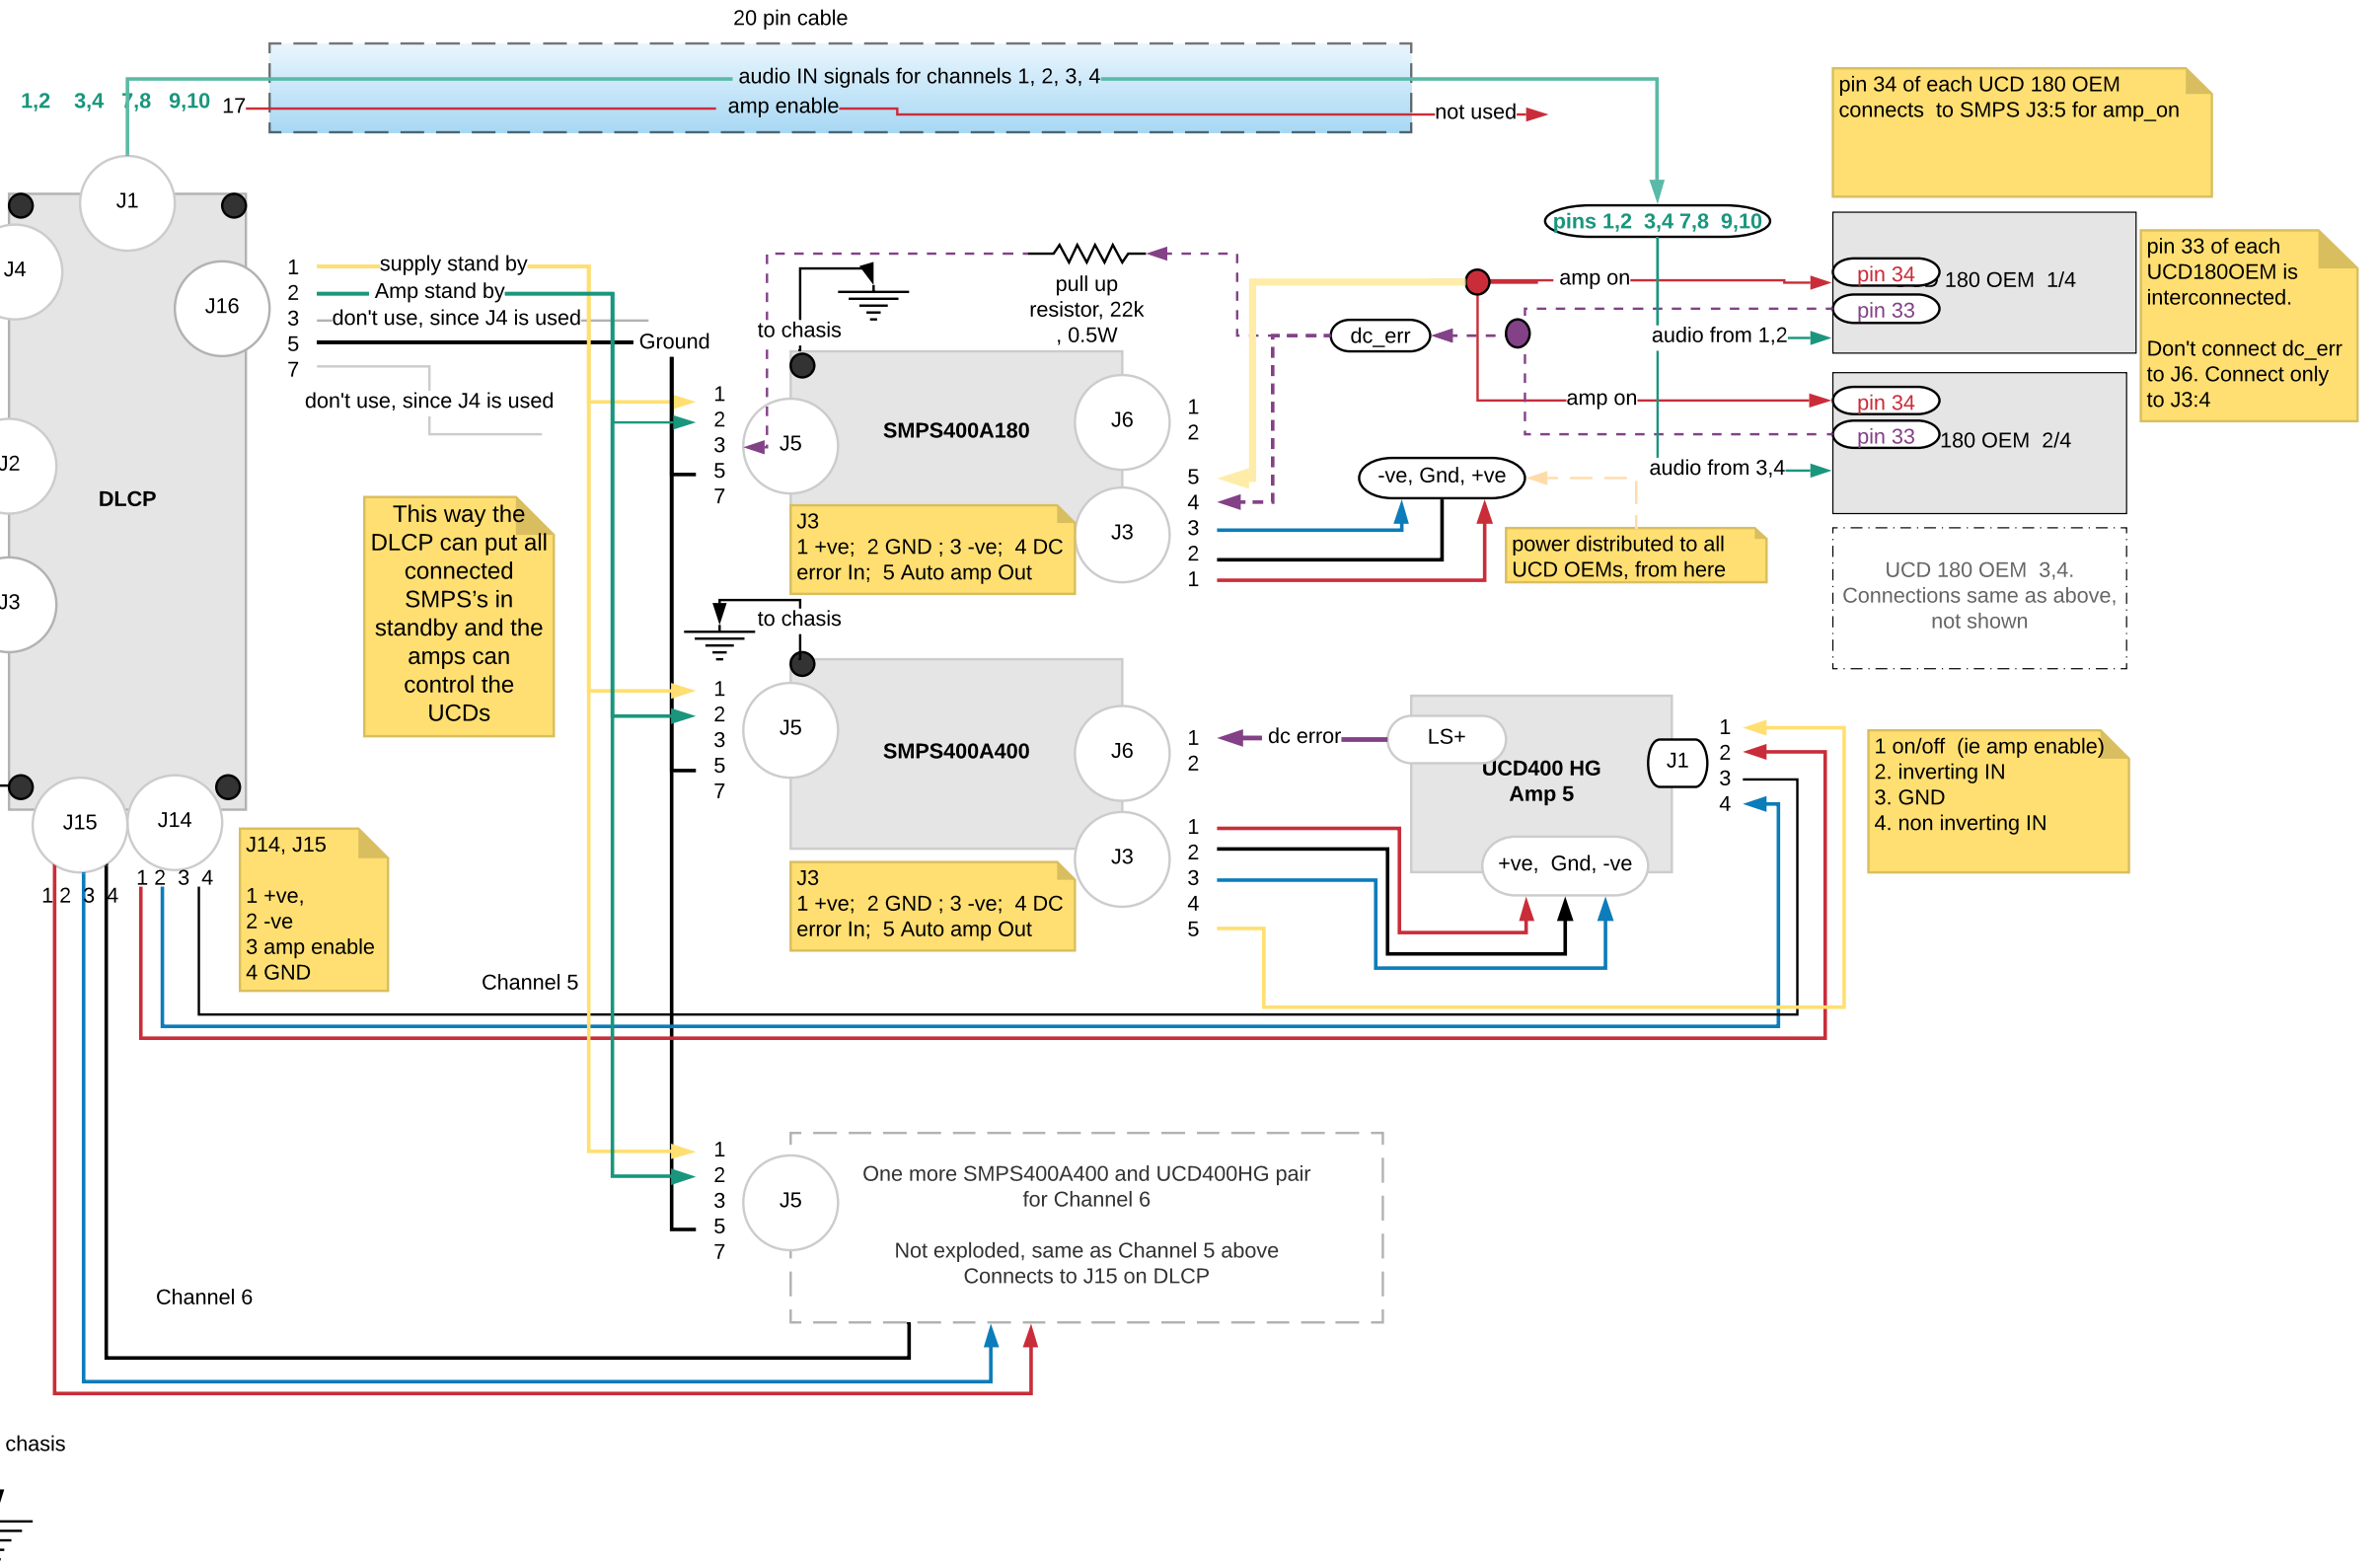 20 pin cable
audio IN signals for channels 1, 2, 3, 4
1,2 3,4 7,8 9,10 17
amp enable
not used
pin 34 of each UCD 180 OEM
connects to SMPS J3:5 for amp_on
J1
J4
J16
J2
DLCP
J3
J15
J14
1
2
3
5
7
supply stand by
Amp stand by
don't use, since J4 is used
Ground
don't use, since J4 is used
This way the
DLCP can put all
connected
SMPS’s in
standby and the
amps can
control the
UCDs
pull up
resistor, 22k
, 0.5W
to chasis
1
2
3
5
7
J5
SMPS400A180
J6
J3
1
2
5
4
3
2
1
J3
1 +ve; 2 GND ; 3 -ve; 4 DC
error In; 5 Auto amp Out
dc_err
-ve, Gnd, +ve
power distributed to all
UCD OEMs, from here
pins 1,2 3,4 7,8 9,10
amp on
audio from 1,2
amp on
audio from 3,4
pin 34
180 OEM 1/4
pin 33
pin 34
pin 33
180 OEM 2/4
pin 33 of each
UCD180OEM is
interconnected.
Don't connect dc_err
to J6. Connect only
to J3:4
UCD 180 OEM 3,4.
Connections same as above,
not shown
to chasis
1
2
3
5
7
J5
SMPS400A400
J6
J3
1
2
1
2
3
4
5
J3
1 +ve; 2 GND ; 3 -ve; 4 DC
error In; 5 Auto amp Out
dc error
LS+
UCD400 HG
Amp 5
J1
+ve, Gnd, -ve
1
2
3
4
1 on/off (ie amp enable)
2. inverting IN
3. GND
4. non inverting IN
1 2 3 4
1 2 3 4
J14, J15
1 +ve,
2 -ve
3 amp enable
4 GND
Channel 5
1
2
3
5
7
J5
One more SMPS400A400 and UCD400HG pair
for Channel 6
Not exploded, same as Channel 5 above
Connects to J15 on DLCP
Channel 6
chasis